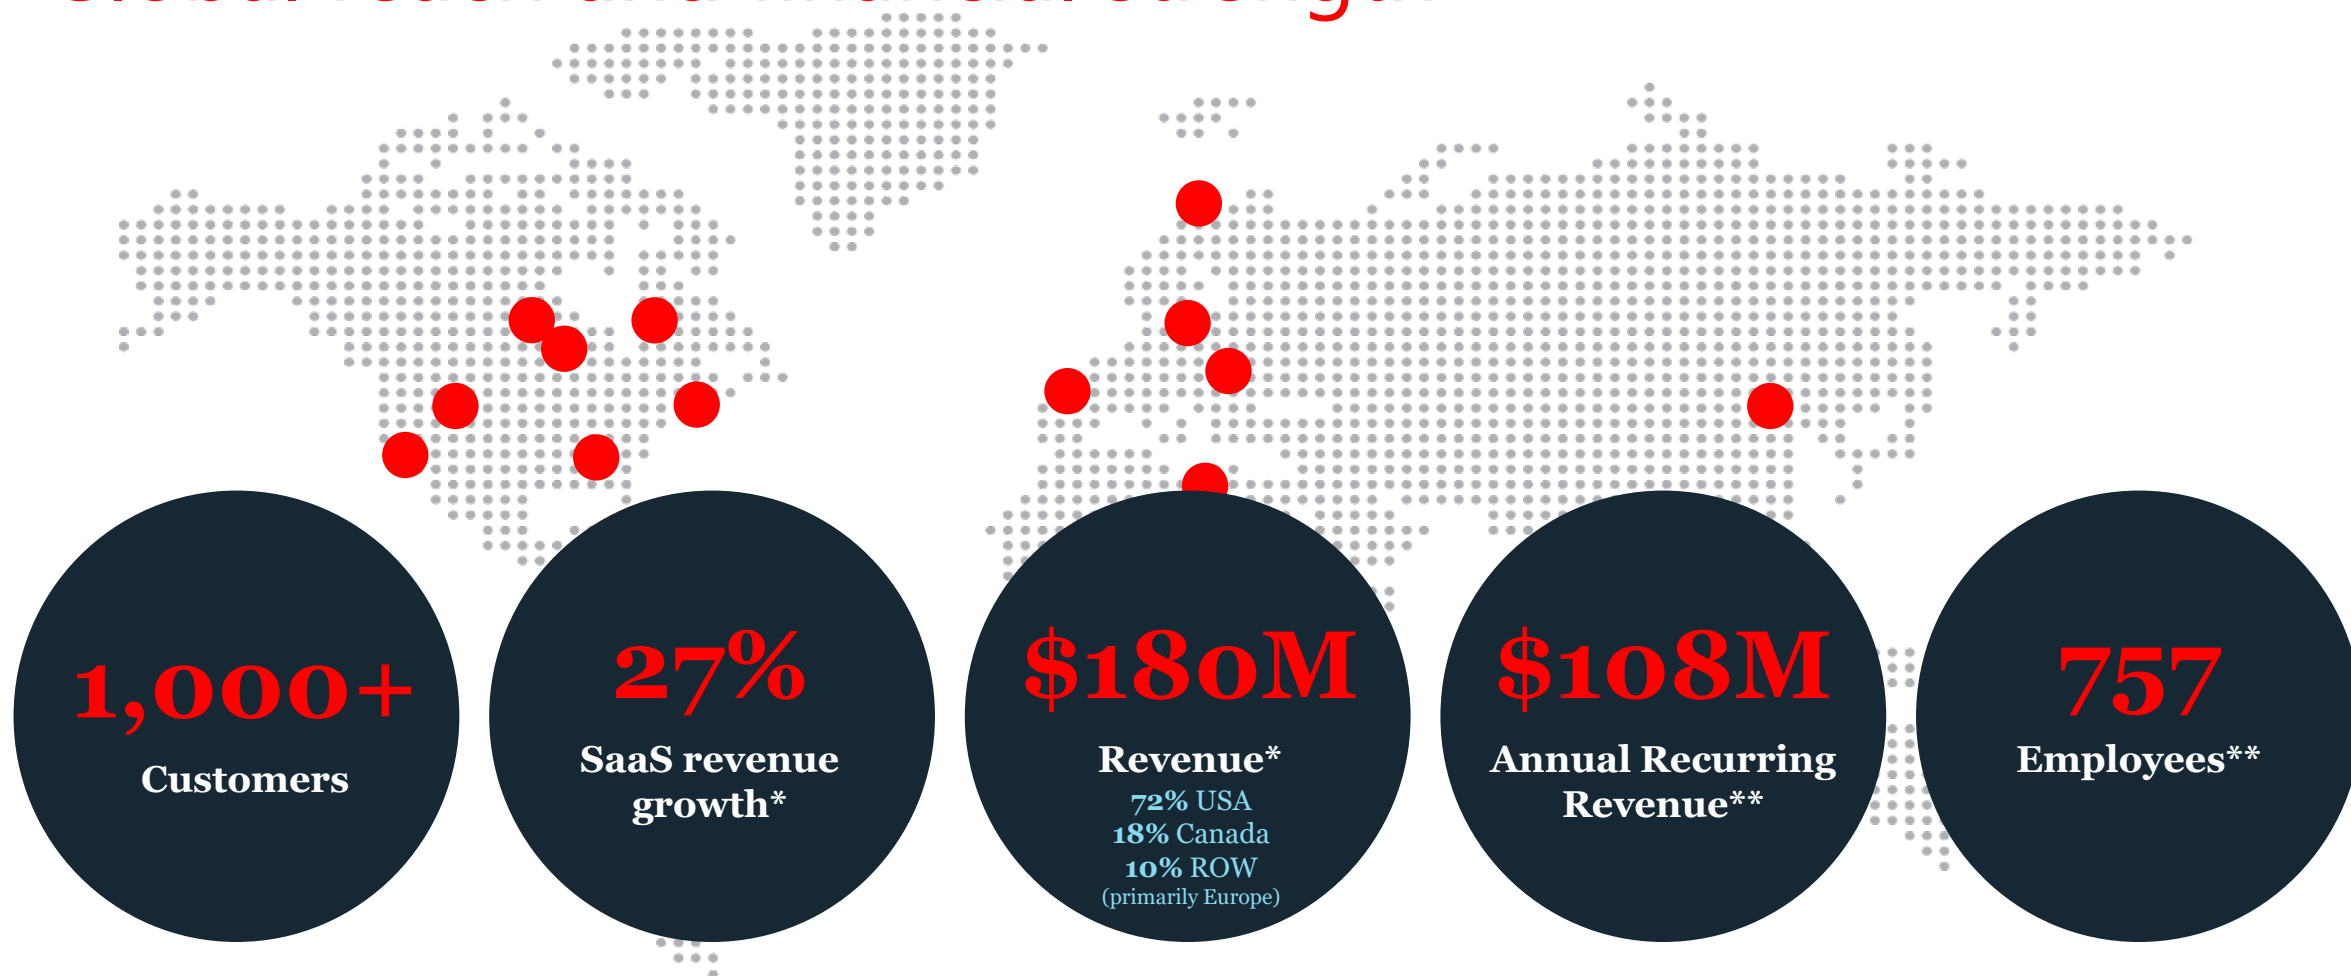 1,000+
Customers
27%
SaaS revenue
growth*
$180M
Revenue*
72% USA
18% Canada
10% ROW
(primarily Europe)
$108M
Annual Recurring
Revenue**
757
Employees**